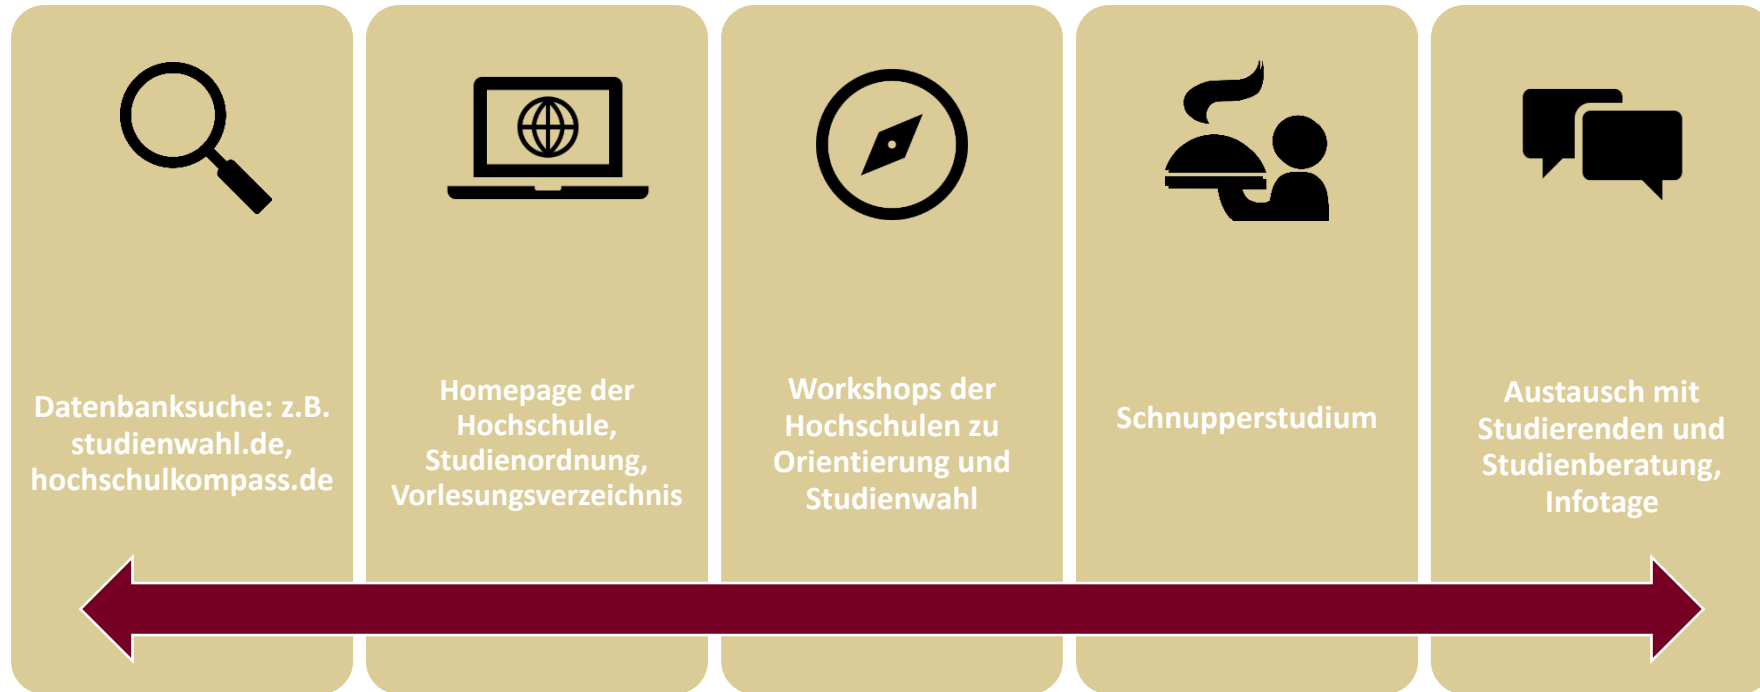 Datenbanksuche: z.B.
studienwahl.de,
hochschulkompass.de
Homepage der
Hochschule,
Studienordnung,
Vorlesungsverzeichnis
Workshops der
Hochschulen zu
Orientierung und
Studienwahl
Schnupperstudium
Austausch mit
Studierenden und
Studienberatung,
Infotage